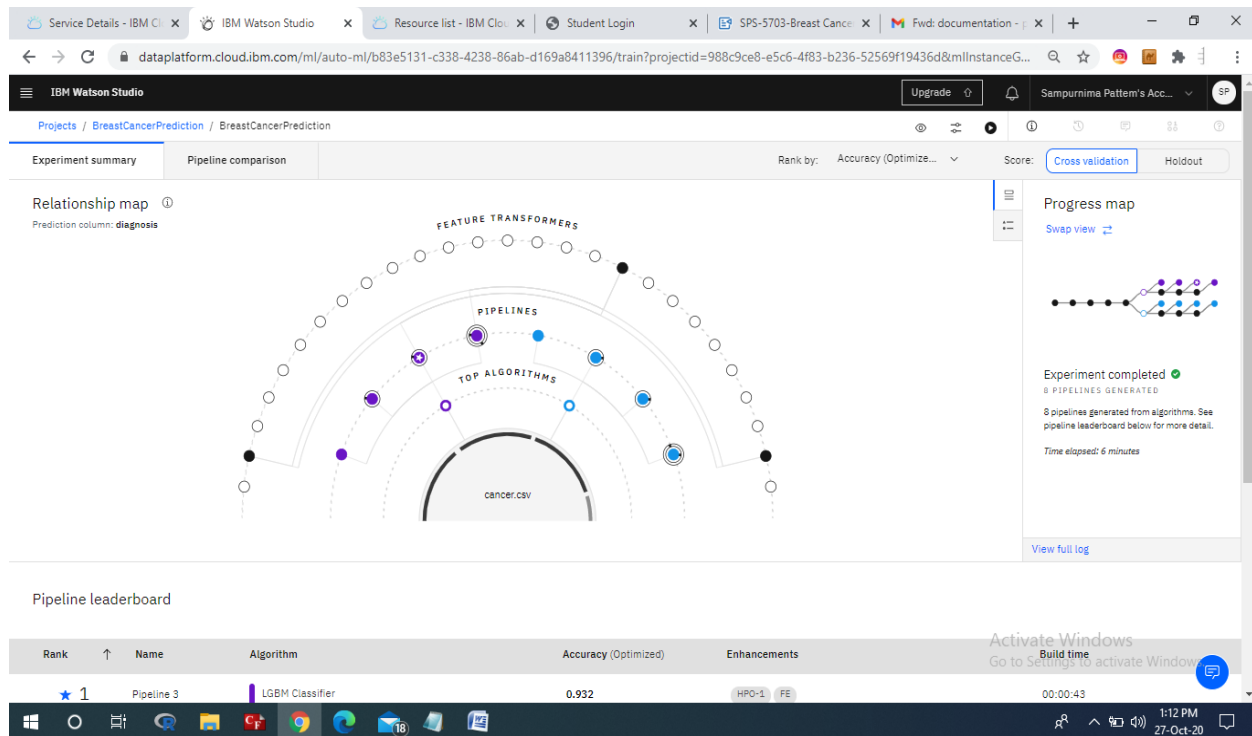 Service Details - IBM Cl
IBM Watson Studio
Resource list - IBM Clou
Student Login
SPS-5703-Breast Cance
Fwd: documentation - p
dataplatform.cloud.ibm.com/ml/auto-ml/b83e5131-c338-4238-86ab-d169a8411396/train?projectid=988c9ce8-e5c6-4f83-b236-52569f19436d&mlInstanceG...
IBM Watson Studio
Upgrade
Sampurnima Pattem's Acc...
SP
Projects / BreastCancerPrediction / BreastCancerPrediction
Experiment summary
Pipeline comparison
Rank by: Accuracy (Optimize...
Score: Cross validation Holdout
Relationship map
Prediction column: diagnosis
FEATURE TRANSFORMERS
PIPELINES
TOP ALGORITHMS
cancer.csv
Progress map
Swap view
Experiment completed
8 PIPELINES GENERATED
8 pipelines generated from algorithms. See
pipeline leaderboard below for more detail.
Time elapsed: 6 minutes
View full log
Pipeline leaderboard
Rank Name Algorithm Accuracy (Optimized) Enhancements Build time
1 Pipeline 3 LGBM Classifier 0.932 HPO-1 FE 00:00:43
Activate Windows
Go to Settings to activate Windows
18
1:12 PM
27-Oct-20